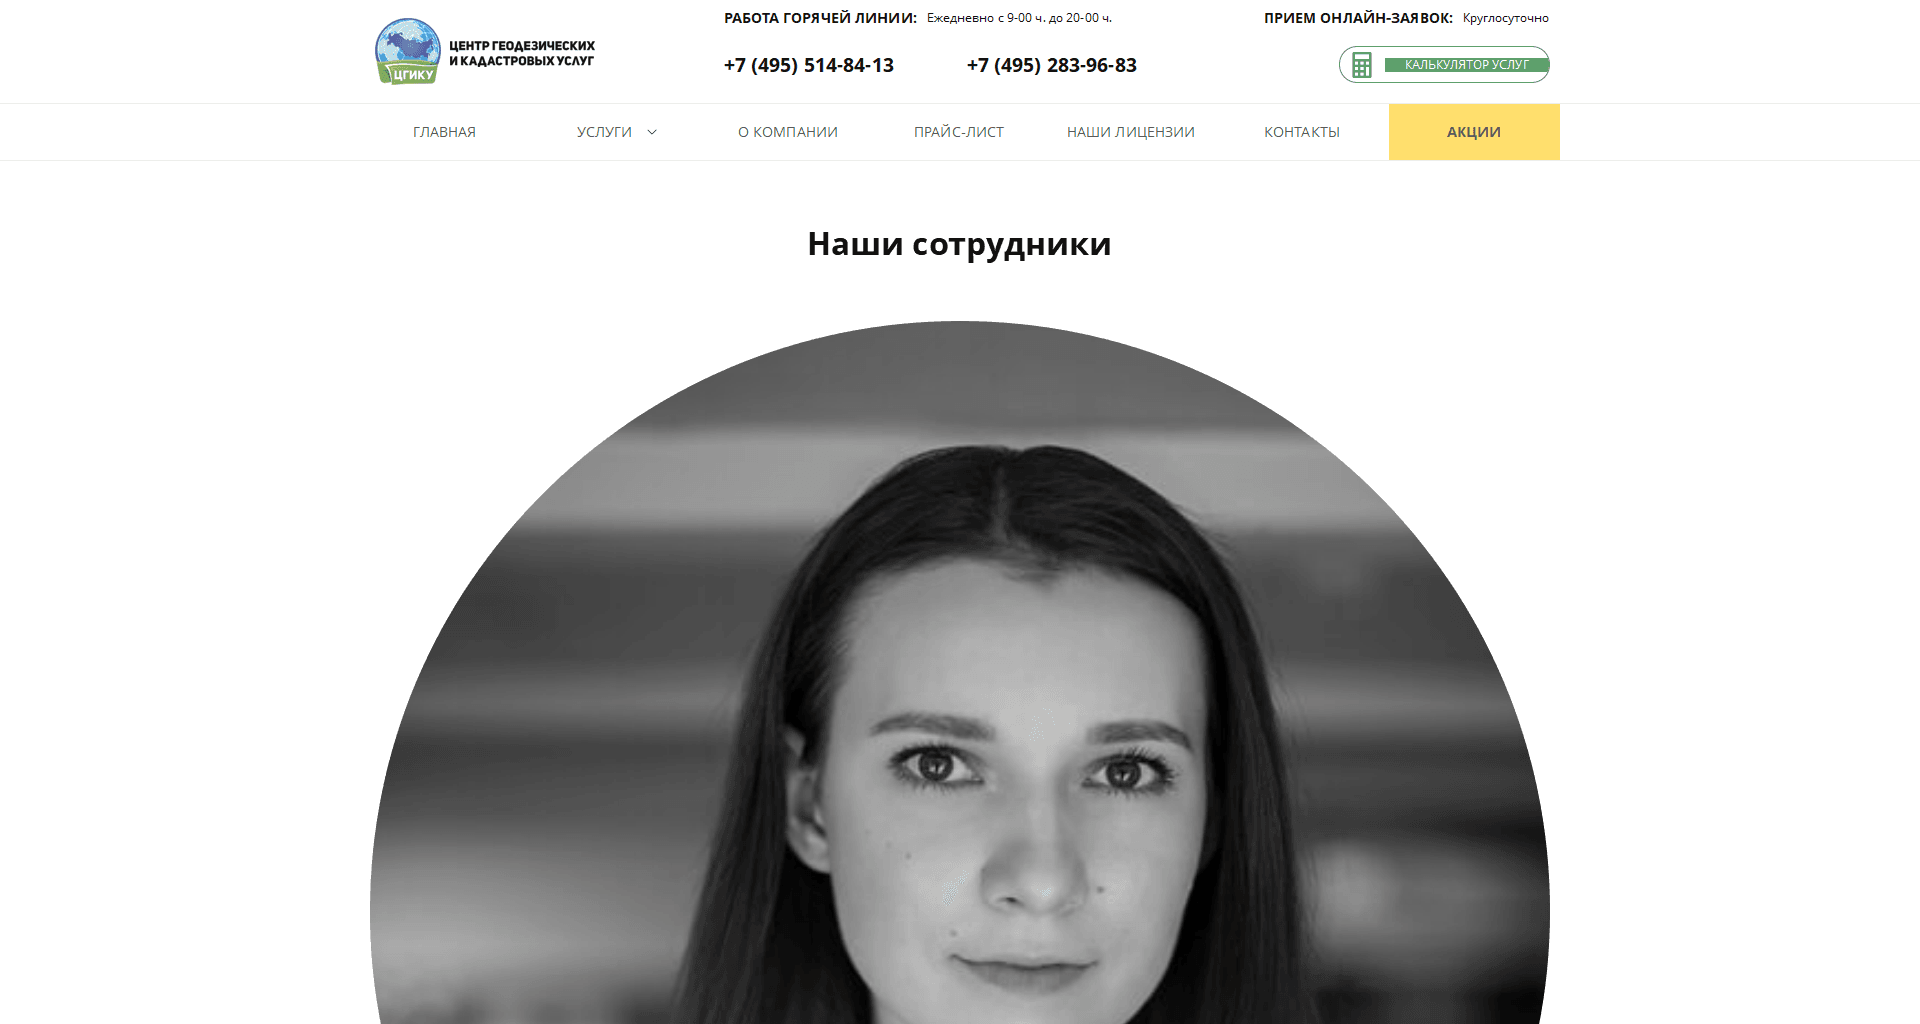 ЦГИКУ
ЦЕНТР ГЕОДЕЗИЧЕСКИХ
И КАДАСТРОВЫХ УСЛУГ
РАБОТА ГОРЯЧЕЙ ЛИНИИ: Ежедневно с 9-00 ч. до 20-00 ч.
+7 (495) 514-84-13 +7 (495) 283-96-83
ПРИЕМ ОНЛАЙН-ЗАЯВОК: Круглосуточно
КАЛЬКУЛЯТОР УСЛУГ
ГЛАВНАЯ УСЛУГИ О КОМПАНИИ ПРАЙС-ЛИСТ НАШИ ЛИЦЕНЗИИ КОНТАКТЫ АКЦИИ
Наши сотрудники